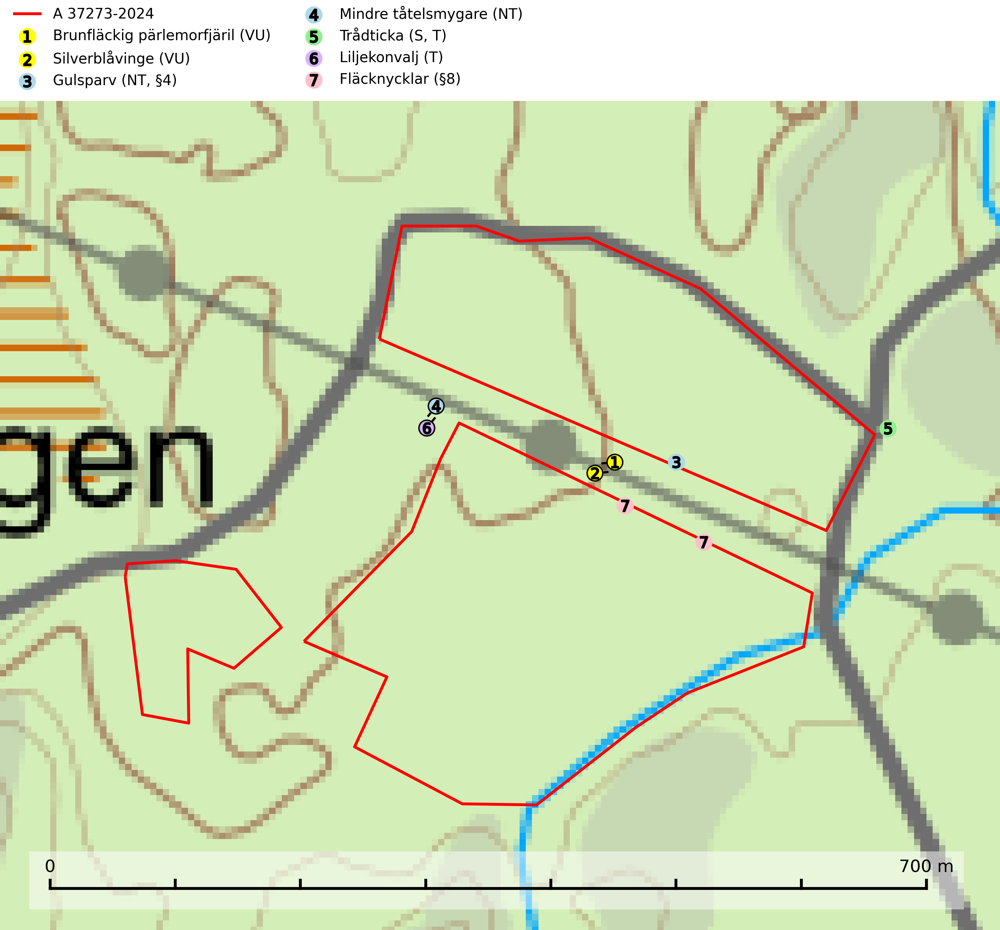 A 37273-2024
1 Brunfläckig pärlemorfjäril (VU)
2 Silverblåvinge (VU)
3 Gulsparv (NT, §4)
4 Mindre tåtelsmygare (NT)
5 Trådticka (S, T)
6 Liljekonvalj (T)
7 Fläcknycklar (§8)
4
6
5
1
3
2
7
7
gen
0 700 m